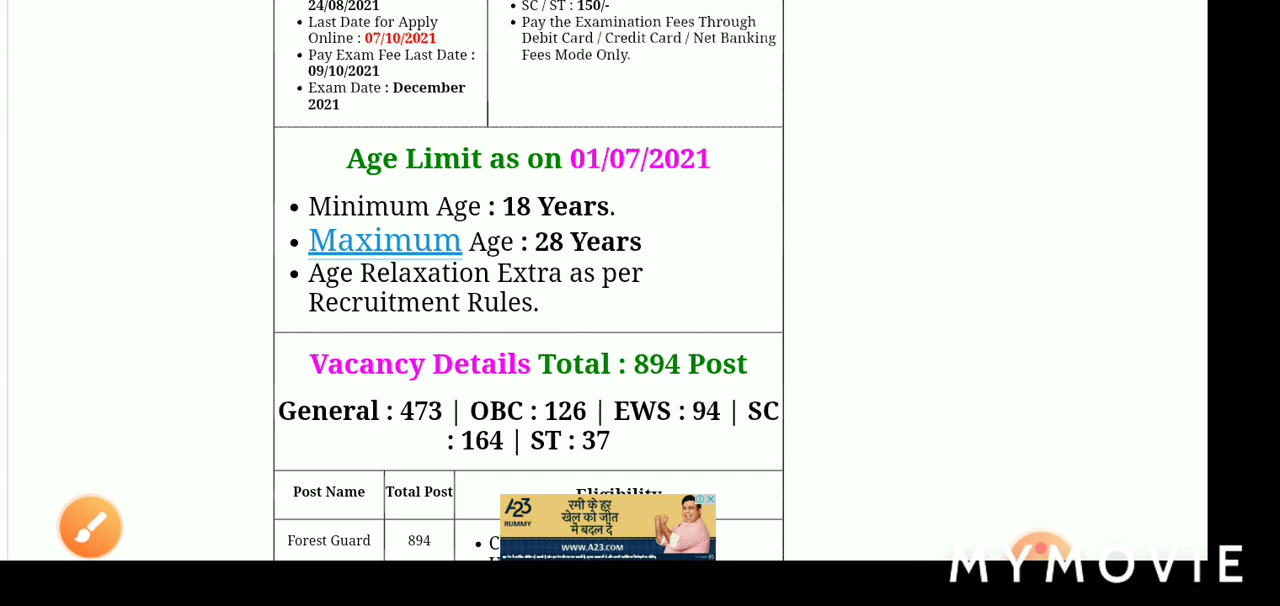 24/08/2021
• Last Date for Apply
Online : 07/10/2021
• Pay Exam Fee Last Date :
09/10/2021
• Exam Date : December
2021
• SC / ST : 150/-
• Pay the Examination Fees Through
Debit Card / Credit Card / Net Banking
Fees Mode Only.
Age Limit as on 01/07/2021
• Minimum Age : 18 Years.
• Maximum Age : 28 Years
• Age Relaxation Extra as per
Recruitment Rules.
Vacancy Details Total : 894 Post
General : 473 | OBC : 126 | EWS : 94 | SC
: 164 | ST : 37
Post Name Total Post Eligibility
Forest Guard 894
A23
RUMMY
रमी के हर
खेल को जीत
में बदल दे
WWW.A23.COM
MYMOVIE